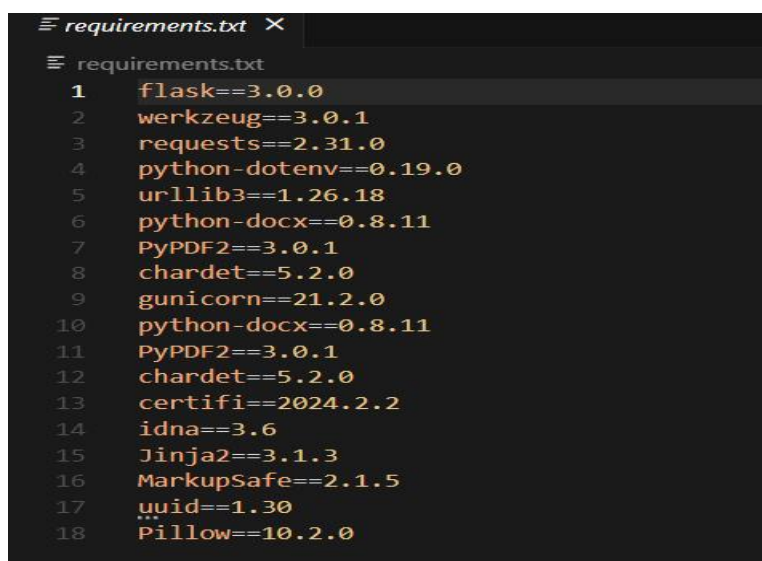 requirements.txt ×
requirements.txt
1 flask==3.0.0
2 werkzeug==3.0.1
3 requests==2.31.0
4 python-dotenv==0.19.0
5 urllib3==1.26.18
6 python-docx==0.8.11
7 PyPDF2==3.0.1
8 chardet==5.2.0
9 gunicorn==21.2.0
10 python-docx==0.8.11
11 PyPDF2==3.0.1
12 chardet==5.2.0
13 certifi==2024.2.2
14 idna==3.6
15 Jinja2==3.1.3
16 MarkupSafe==2.1.5
17 uuid==1.30
18 Pillow==10.2.0